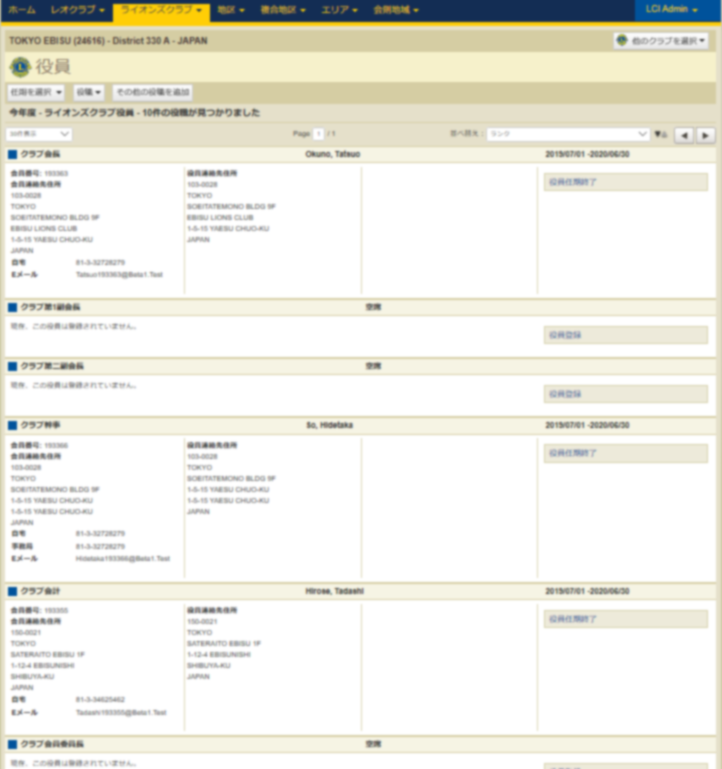 ホーム レオクラブ ライオンズクラブ 地区 複合地区 エリア 会則地域 LCI Admin
TOKYO EBISU (24616) - District 330 A - JAPAN 他のクラブを選択
役員
任期を選択 役職 その他の役職を追加
今年度 - ライオンズクラブ役員 - 10件の役職が見つかりました
Page 1 / 1 並べ替え: ランク
クラブ会長 Okuno, Tatsuo 2019/07/01 -2020/06/30
会員番号: 193363 役員連絡先住所 役員任期終了
会員連絡先住所 103-0028
103-0028 TOKYO
TOKYO SOEITATEMONO BLDG 9F
SOEITATEMONO BLDG 9F EBISU LIONS CLUB
EBISU LIONS CLUB 1-5-15 YAESU CHUO-KU
1-5-15 YAESU CHUO-KU JAPAN
JAPAN
自宅 81-3-32728279
Eメール Tatsuo193363@Beta1.Test
クラブ第1副会長 空席
現在、この役員は登録されていません。
役員登録
クラブ第二副会長 空席
現在、この役員は登録されていません。
役員登録
クラブ幹事 So, Hidetaka 2019/07/01 -2020/06/30
会員番号: 193366 役員連絡先住所 役員任期終了
会員連絡先住所 103-0028
103-0028 TOKYO
TOKYO SOEITATEMONO BLDG 9F
SOEITATEMONO BLDG 9F 1-5-15 YAESU CHUO-KU
1-5-15 YAESU CHUO-KU 1-5-15 YAESU CHUO-KU
1-5-15 YAESU CHUO-KU JAPAN
JAPAN
自宅 81-3-32728279
事務局 81-3-32728279
Eメール Hidetaka193366@Beta1.Test
クラブ会計 Hirose, Tadashi 2019/07/01 -2020/06/30
会員番号: 193355 役員連絡先住所 役員任期終了
会員連絡先住所 150-0021
150-0021 TOKYO
TOKYO SATERAITO EBISU 1F
SATERAITO EBISU 1F 1-12-4 EBISUNISHI
1-12-4 EBISUNISHI SHIBUYA-KU
SHIBUYA-KU JAPAN
JAPAN
自宅 81-3-34625462
Eメール Tadashi193355@Beta1.Test
クラブ会員委員長 空席
現在、この役員は登録されていません。